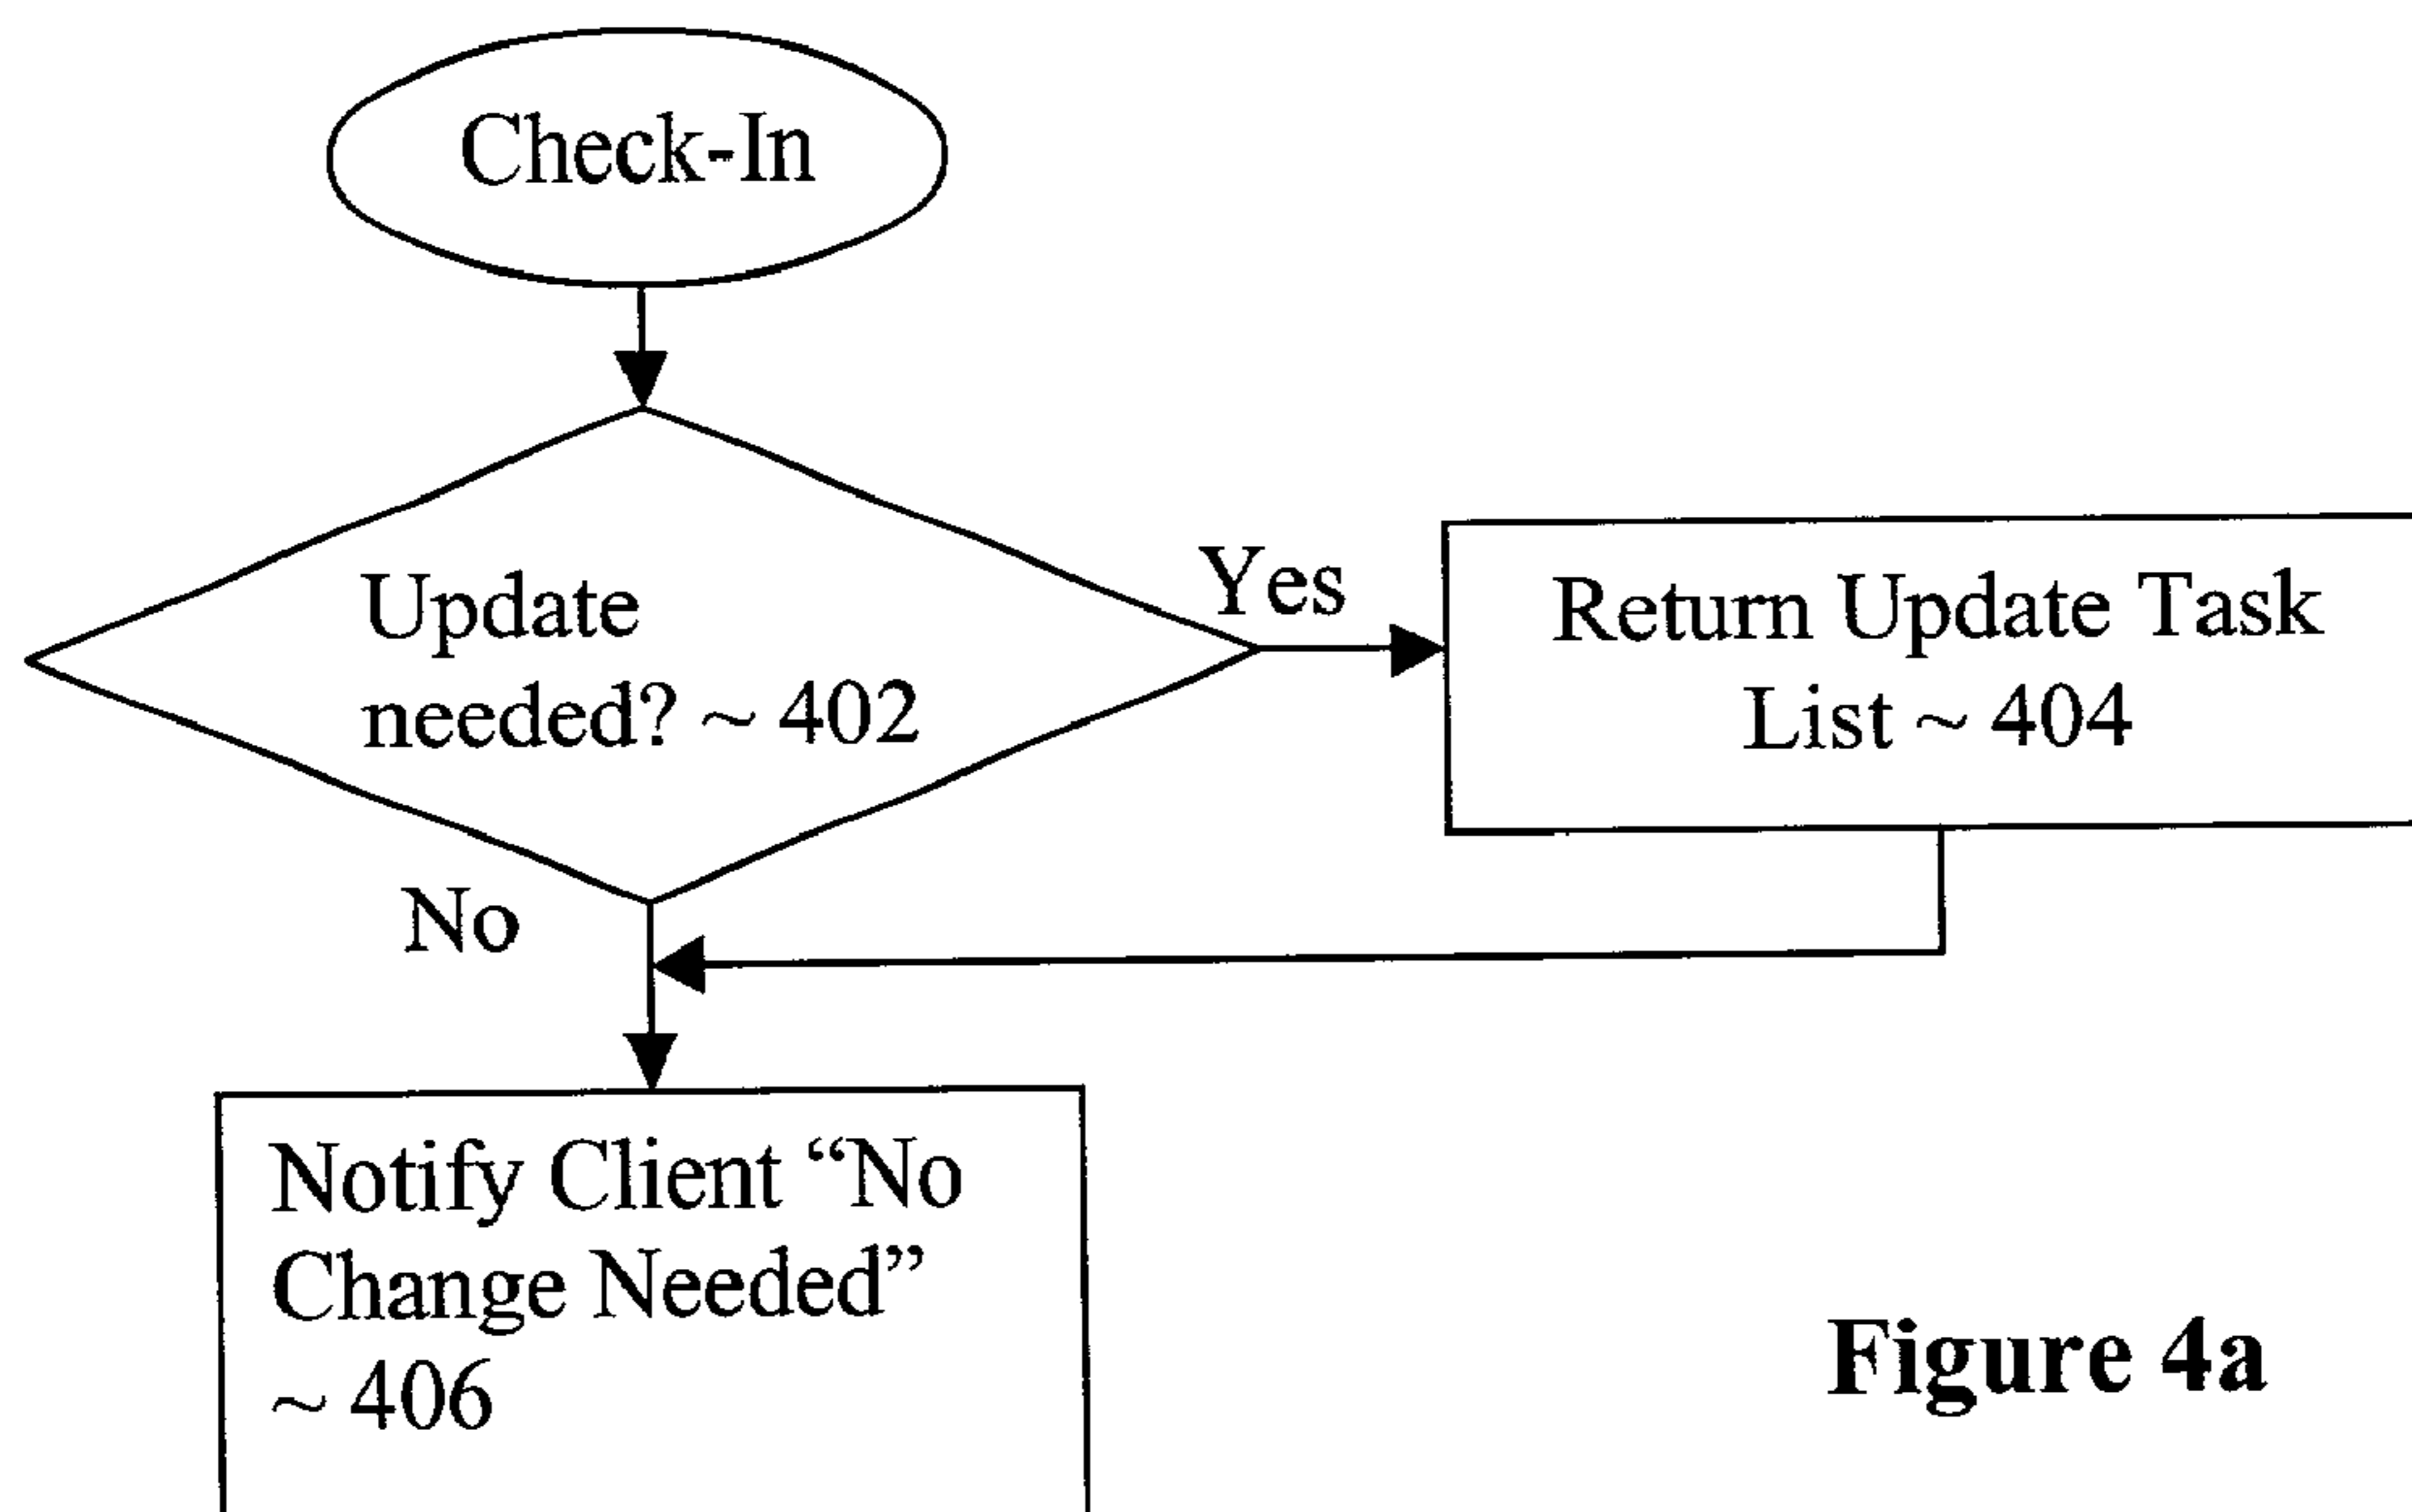 Check-In
Update
needed? ~ 402
Yes
Return Update Task
List ~ 404
No
Notify Client “No
Change Needed”
~ 406
Figure 4a